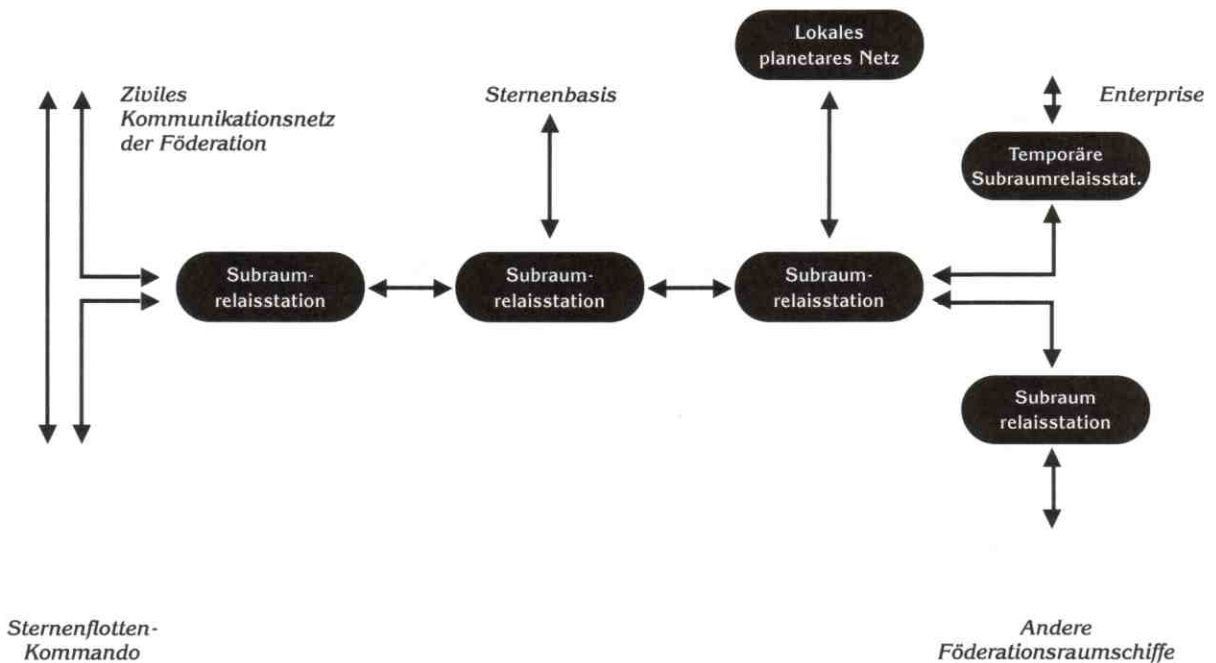 Lokales
planetares Netz
Ziviles
Kommunikationsnetz
der Föderation
Sternenbasis
Enterprise
Temporäre
Subraumrelaisstat.
Subraum-
relaisstation
Subraum-
relaisstation
Subraum-
relaisstation
Subraum
relaisstation
Sternenflotten-
Kommando
Andere
Föderationsraumschiffe